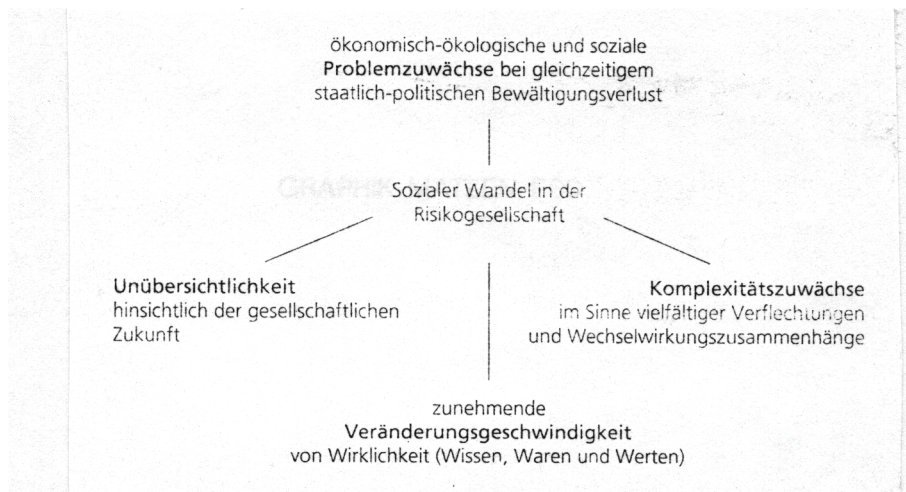 ökonomisch-ökologische und soziale
Problemzuwächse bei gleichzeitigem
staatlich-politischen Bewältigungsverlust
Sozialer Wandel in der
Risikogesellschaft
Unübersichtlichkeit
hinsichtlich der gesellschaftlichen
Zukunft
Komplexitätszuwächse
im Sinne vielfältiger Verflechtungen
und Wechselwirkungszusammenhänge
zunehmende
Veränderungsgeschwindigkeit
von Wirklichkeit (Wissen, Waren und Werten)